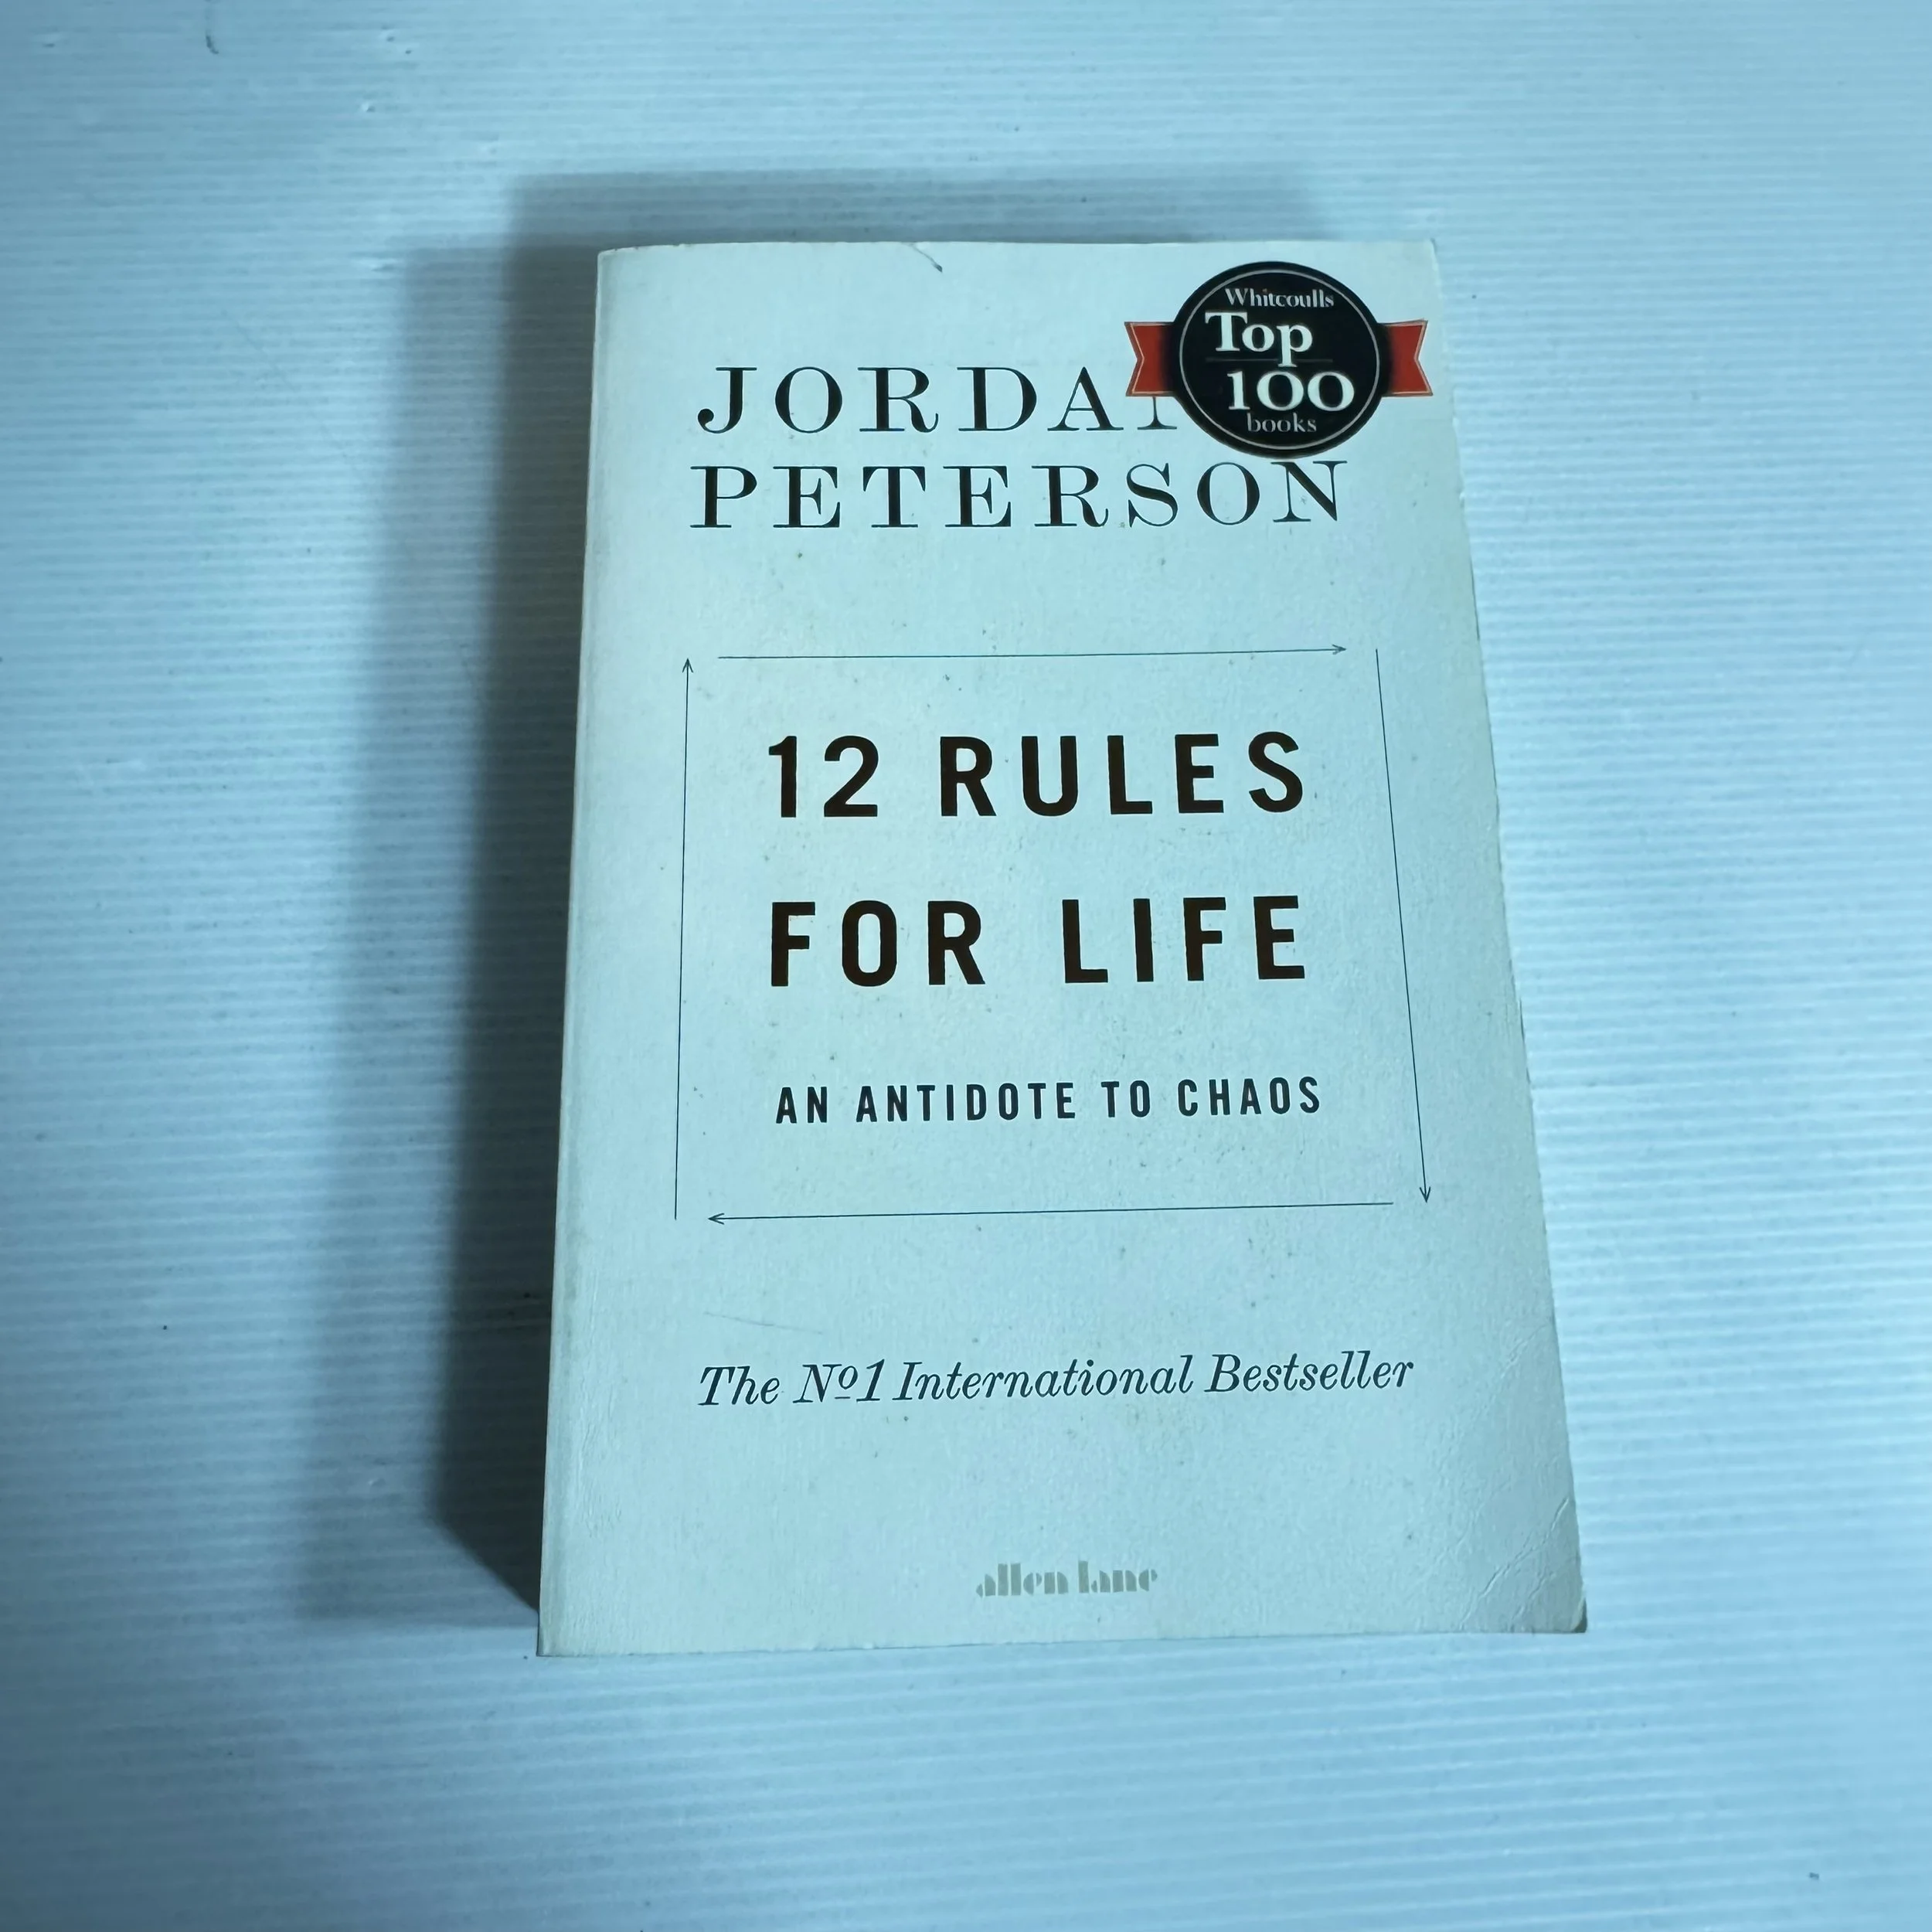 Whitcoulls
Top
100
books
JORDAN
PETERSON
12 RULES
FOR LIFE
AN ANTIDOTE TO CHAOS
The Nº1 International Bestseller
allen lane